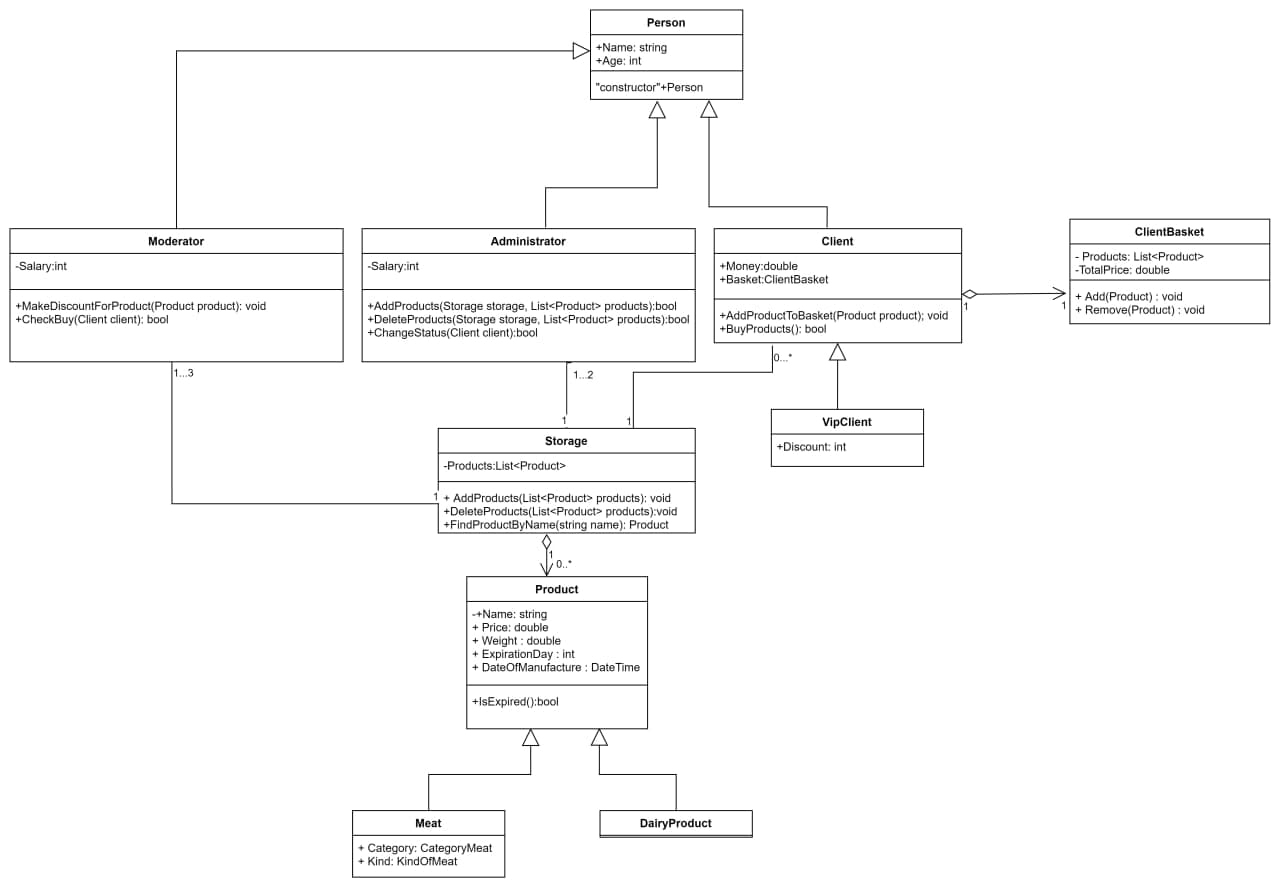 Person
+Name: string
+Age: int
"constructor"+Person
Moderator
-Salary:int
+MakeDiscountForProduct(Product product): void
+CheckBuy(Client client): bool
Administrator
-Salary:int
+AddProducts(Storage storage, List<Product> products):bool
+DeleteProducts(Storage storage, List<Product> products):bool
+ChangeStatus(Client client):bool
Client
+Money:double
+Basket:ClientBasket
+AddProductToBasket(Product product); void
+BuyProducts(): bool
ClientBasket
- Products: List<Product>
-TotalPrice: double
+ Add(Product) : void
+ Remove(Product) : void
1
1
1...3
1...2
0...*
1
1
VipClient
+Discount: int
Storage
-Products:List<Product>
+ AddProducts(List<Product> products): void
+DeleteProducts(List<Product> products):void
+FindProductByName(string name): Product
1
1
0..*
Product
-+Name: string
+ Price: double
+ Weight : double
+ ExpirationDay : int
+ DateOfManufacture : DateTime
+IsExpired():bool
Meat
+ Category: CategoryMeat
+ Kind: KindOfMeat
DairyProduct